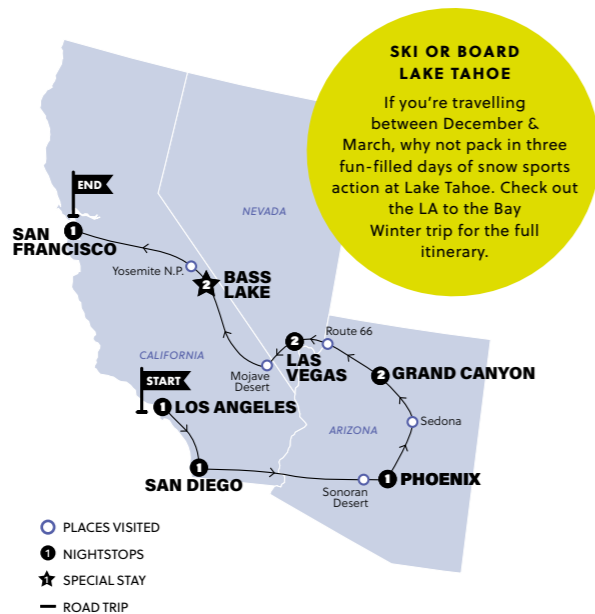 SKI OR BOARD
LAKE TAHOE
If you're travelling
between December &
March, why not pack in three
fun-filled days of snow sports
action at Lake Tahoe. Check out
the LA to the Bay
Winter trip for the full
itinerary.
END
NEVADA
1
SAN
FRANCISCO
Yosemite N.P.
2
BASS
LAKE
Route 66
2
LAS
VEGAS
CALIFORNIA
Mojave
Desert
2
GRAND CANYON
START
1
LOS ANGELES
ARIZONA
Sedona
1
SAN DIEGO
Sonoran
Desert
1
PHOENIX
PLACES VISITED
1
NIGHTSTOPS
1
SPECIAL STAY
ROAD TRIP